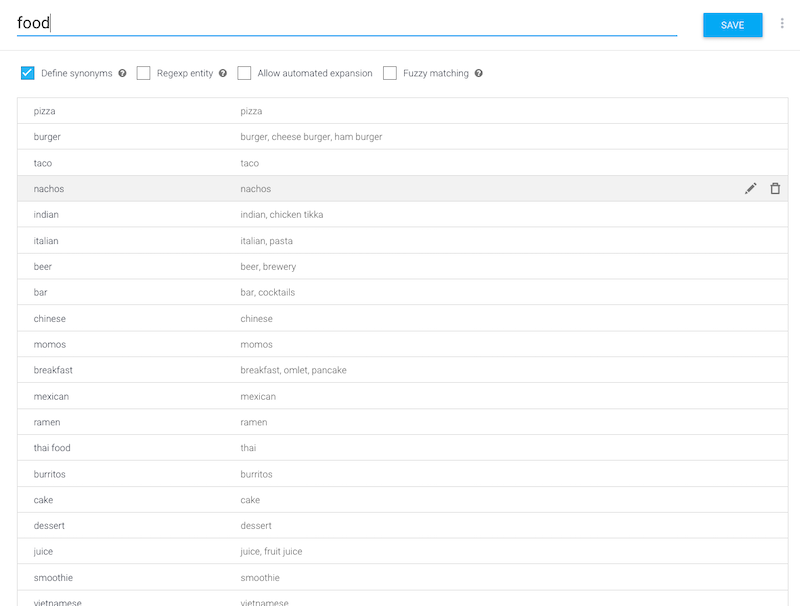 food
SAVE
Define synonyms ? Regexp entity ? Allow automated expansion Fuzzy matching ?
pizza pizza
burger burger, cheese burger, ham burger
taco taco
nachos nachos
indian indian, chicken tikka
italian italian, pasta
beer beer, brewery
bar bar, cocktails
chinese chinese
momos momos
breakfast breakfast, omlet, pancake
mexican mexican
ramen ramen
thai food thai
burritos burritos
cake cake
dessert dessert
juice juice, fruit juice
smoothie smoothie
vietnamese vietnamese